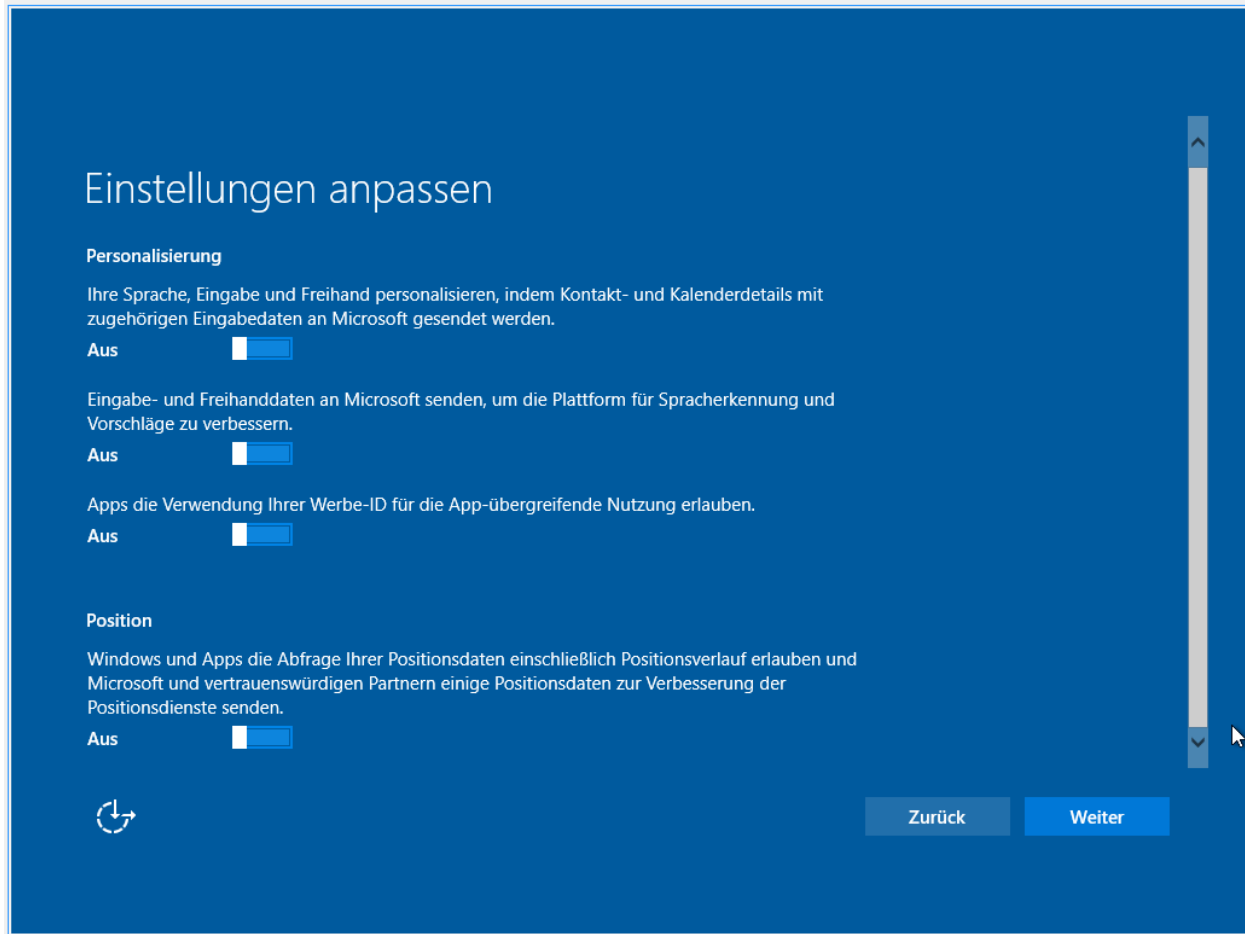 Einstellungen anpassen
Personalisierung
Ihre Sprache, Eingabe und Freihand personalisieren, indem Kontakt- und Kalenderdetails mit
zugehörigen Eingabedaten an Microsoft gesendet werden.
Aus
Eingabe- und Freihanddaten an Microsoft senden, um die Plattform für Spracherkennung und
Vorschläge zu verbessern.
Aus
Apps die Verwendung Ihrer Werbe-ID für die App-übergreifende Nutzung erlauben.
Aus
Position
Windows und Apps die Abfrage Ihrer Positionsdaten einschließlich Positionsverlauf erlauben und
Microsoft und vertrauenswürdigen Partnern einige Positionsdaten zur Verbesserung der
Positionsdienste senden.
Aus
Zurück
Weiter